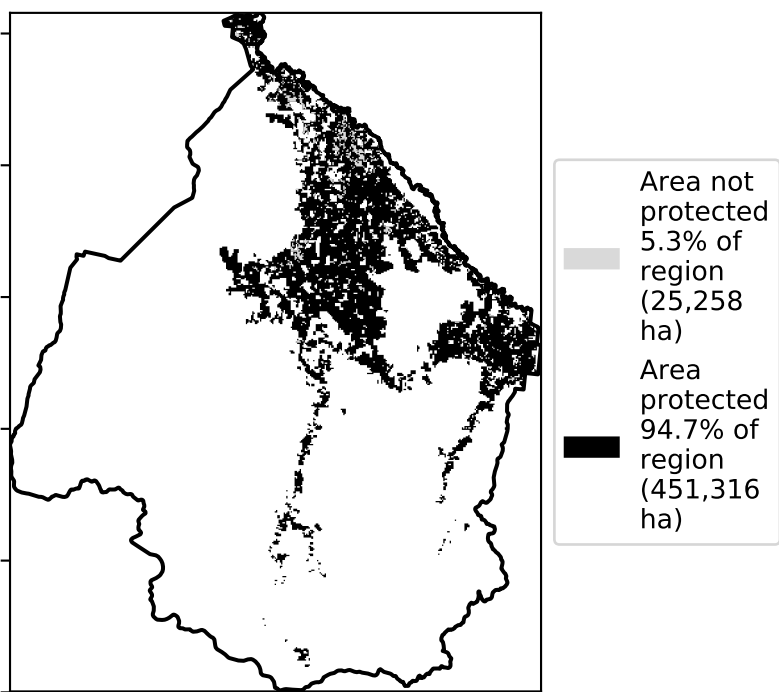 Area not
protected
5.3% of
region
(25,258
ha)
Area
protected
94.7% of
region
(451,316
ha)